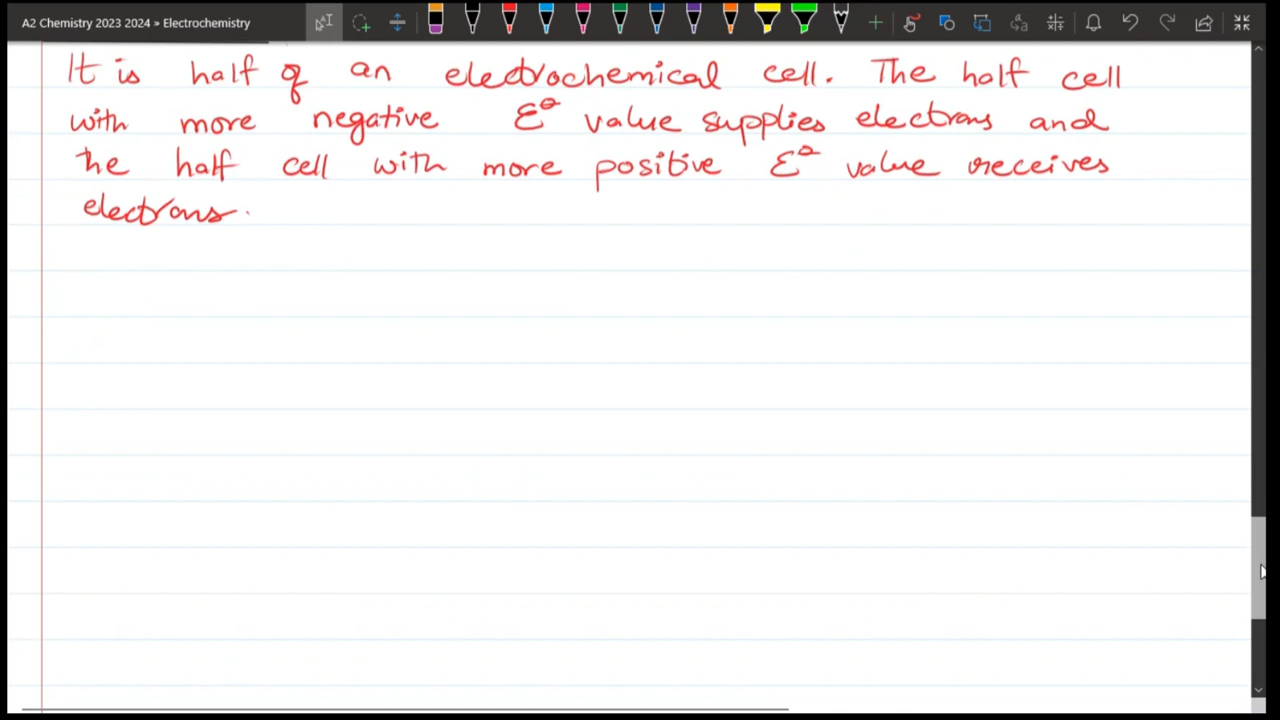 A2 Chemistry 2023 2024 » Electrochemistry
It is half of an electrochemical cell. The half cell
with more negative E⊖ value supplies electrons and
the half cell with more positive E⊖ value receives
electrons.